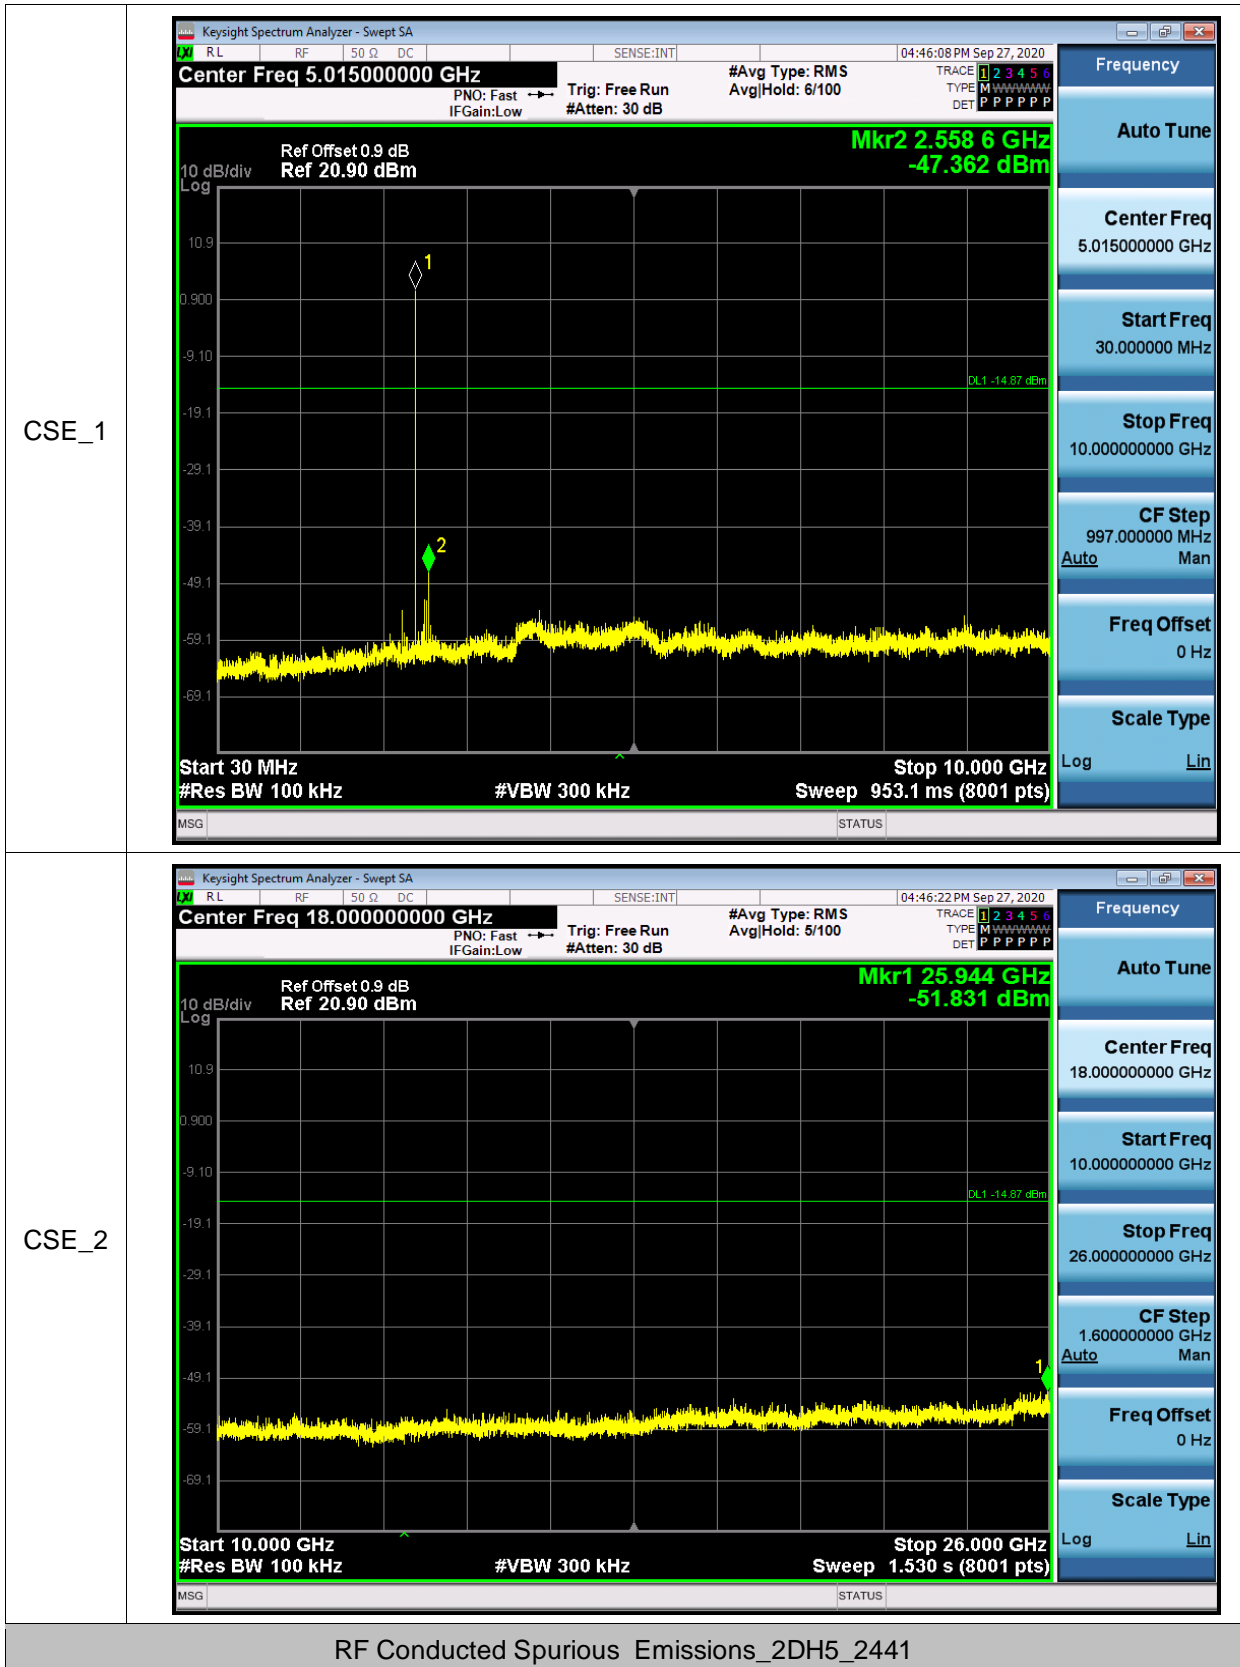 CSE_1
Keysight Spectrum Analyzer - Swept SA
LXI RL RF 50 Ω DC SENSE:INT 04:46:08 PM Sep 27, 2020
Center Freq 5.015000000 GHz
PNO: Fast
IFGain:Low
Trig: Free Run
#Atten: 30 dB
#Avg Type: RMS
Avg|Hold: 6/100
TRACE 1 2 3 4 5 6
TYPE M WWWWW
DET P P P P P P
Ref Offset 0.9 dB
Ref 20.90 dBm
10 dB/div
Log
Mkr2 2.558 6 GHz
-47.362 dBm
10.9
0.900
-9.10
-19.1
-29.1
-39.1
-49.1
-59.1
-69.1
1
2
DL1 -14.87 dBm
Start 30 MHz
Stop 10.000 GHz
#Res BW 100 kHz
#VBW 300 kHz
Sweep 953.1 ms (8001 pts)
MSG
STATUS
Frequency
Auto Tune
Center Freq
5.015000000 GHz
Start Freq
30.000000 MHz
Stop Freq
10.000000000 GHz
CF Step
997.000000 MHz
Auto Man
Freq Offset
0 Hz
Scale Type
Log Lin
CSE_2
Keysight Spectrum Analyzer - Swept SA
LXI RL RF 50 Ω DC SENSE:INT 04:46:22 PM Sep 27, 2020
Center Freq 18.000000000 GHz
PNO: Fast
IFGain:Low
Trig: Free Run
#Atten: 30 dB
#Avg Type: RMS
Avg|Hold: 5/100
TRACE 1 2 3 4 5 6
TYPE M WWWWW
DET P P P P P P
Ref Offset 0.9 dB
Ref 20.90 dBm
10 dB/div
Log
Mkr1 25.944 GHz
-51.831 dBm
10.9
0.900
-9.10
-19.1
-29.1
-39.1
-49.1
-59.1
-69.1
1
DL1 -14.87 dBm
Start 10.000 GHz
Stop 26.000 GHz
#Res BW 100 kHz
#VBW 300 kHz
Sweep 1.530 s (8001 pts)
MSG
STATUS
Frequency
Auto Tune
Center Freq
18.000000000 GHz
Start Freq
10.000000000 GHz
Stop Freq
26.000000000 GHz
CF Step
1.600000000 GHz
Auto Man
Freq Offset
0 Hz
Scale Type
Log Lin
RF Conducted Spurious Emissions_2DH5_2441